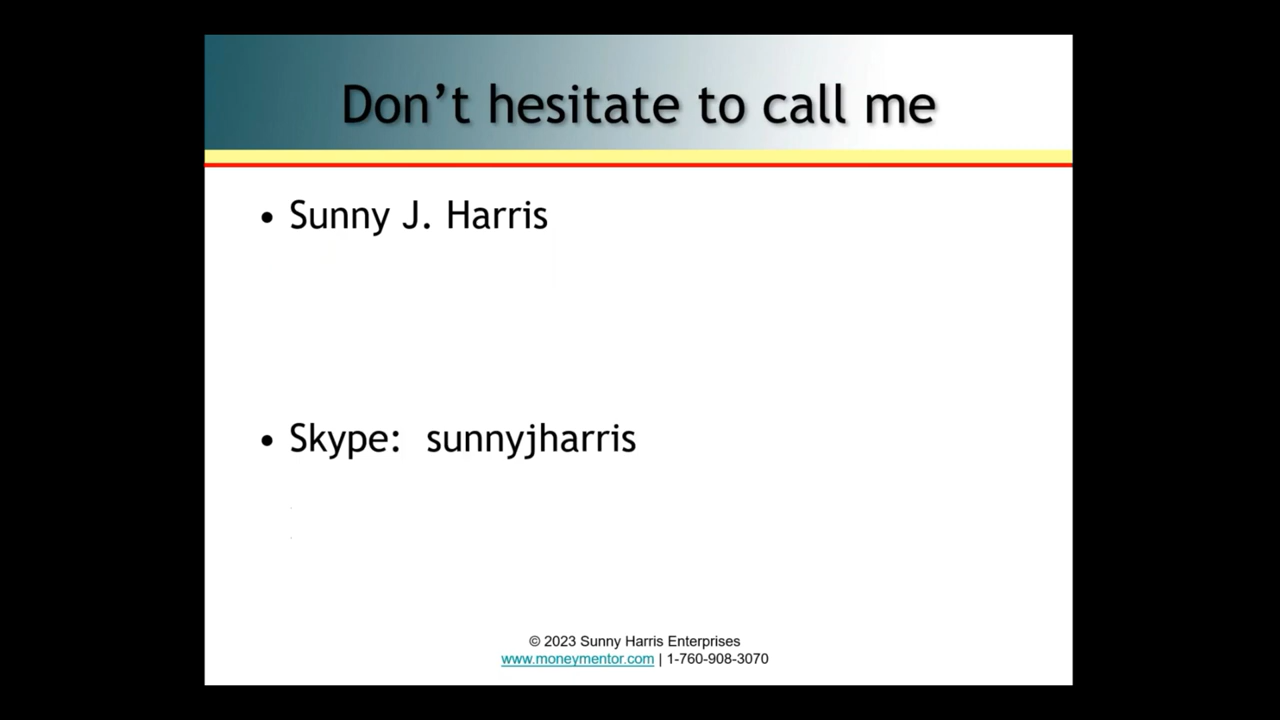 Don’t hesitate to call me
• Sunny J. Harris
• Skype:  sunnyjharris
© 2023 Sunny Harris Enterprises
www.moneymentor.com | 1-760-908-3070